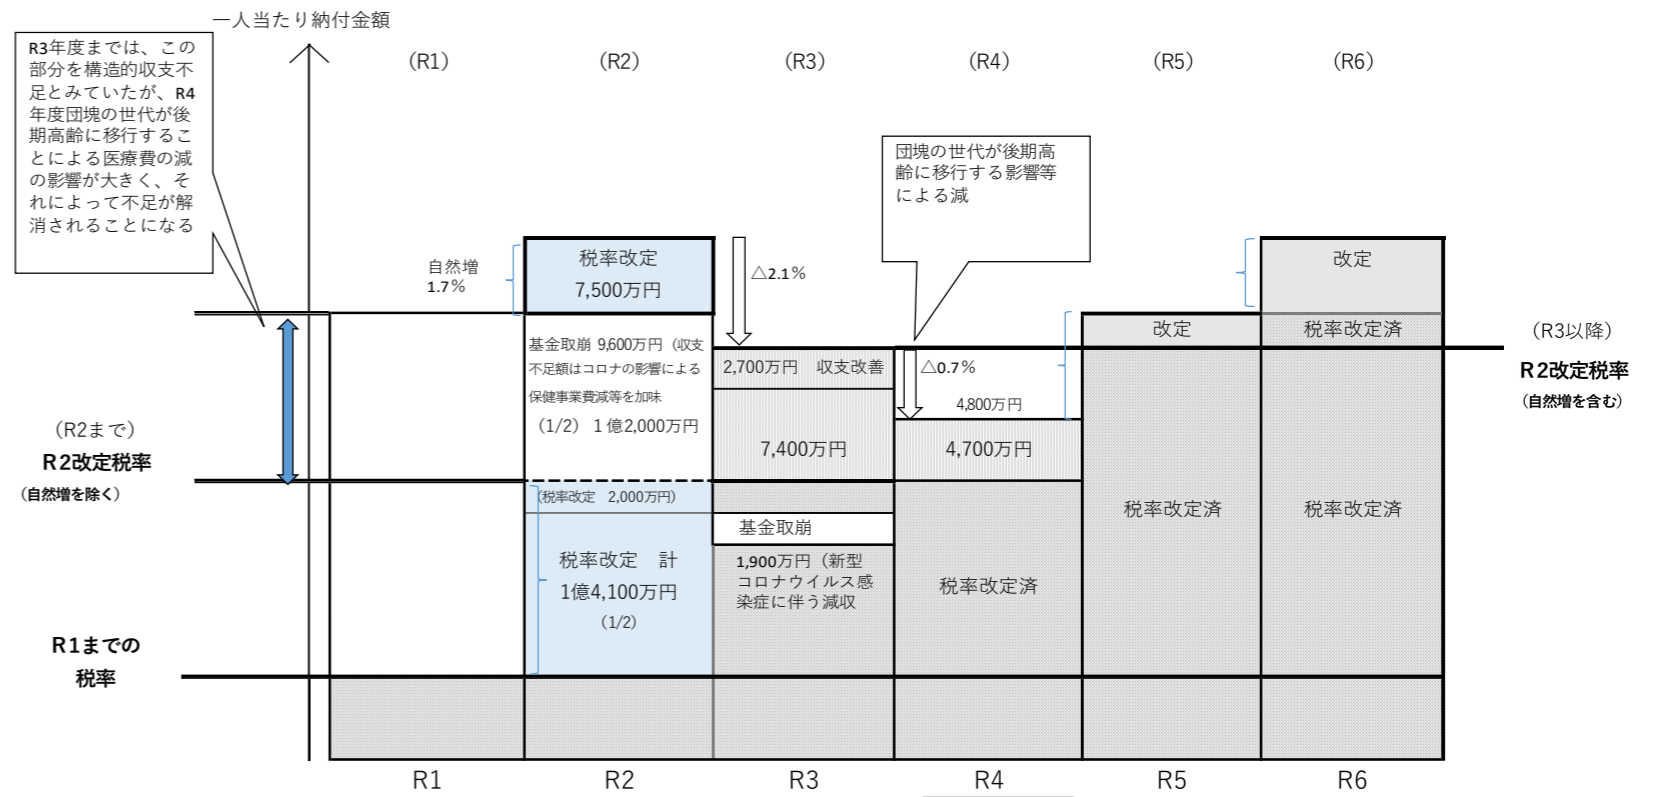 一人当たり納付金額
R3年度までは、この
部分を構造的収支不
足とみていたが、R4
年度団塊の世代が後
期高齢に移行するこ
とによる医療費の減
の影響が大きく、そ
れによって不足が解
消されることになる
（R1）
（R2）
（R3）
（R4）
（R5）
（R6）
団塊の世代が後期高
齢に移行する影響等
による減
自然増
1.7％
税率改定
7,500万円
△2.1％
改定
基金取崩 9,600万円（収支
不足額はコロナの影響による
保健事業費減等を加味
（1/2） 1億2,000万円
2,700万円　収支改善
△0.7％
4,800万円
改定
税率改定済
（R3以降）
R2改定税率
（自然増を含む）
（R2まで）
R2改定税率
（自然増を除く）
7,400万円
4,700万円
（税率改定　2,000万円）
税率改定　計
1億4,100万円
（1/2）
基金取崩
1,900万円（新型
コロナウイルス感
染症に伴う減収
税率改定済
税率改定済
税率改定済
R1までの
税率
R1
R2
R3
R4
R5
R6